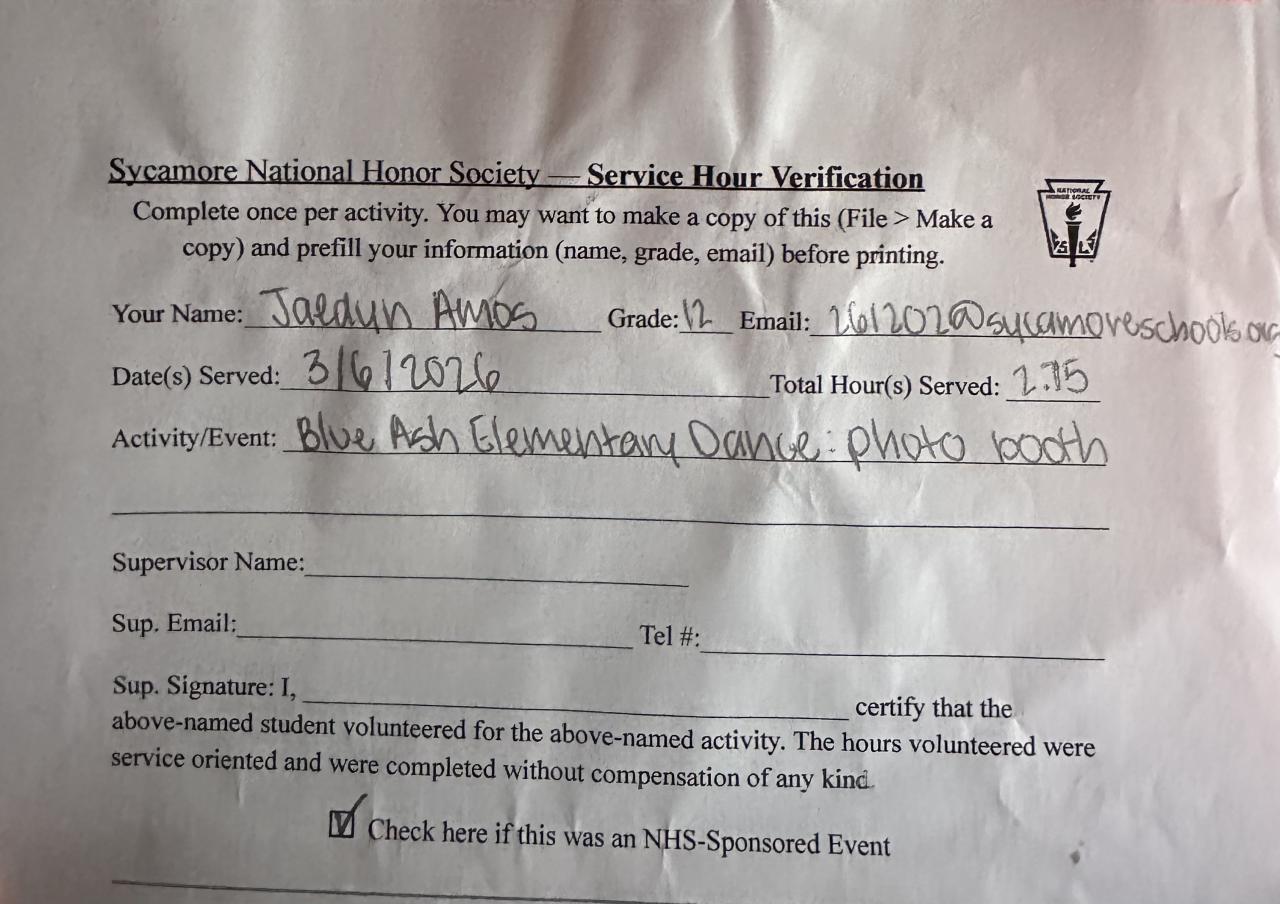 Sycamore National Honor Society — Service Hour Verification
Complete once per activity. You may want to make a copy of this (File > Make a
copy) and prefill your information (name, grade, email) before printing.
NATIONAL
HONOR SOCIETY
Your Name: Jaedyn Amos Grade: 12 Email: 261202@sycamoreschools.org
Date(s) Served: 3/6/2026 Total Hour(s) Served: 2.75
Activity/Event: Blue Ash Elementary Dance: photo booth
Supervisor Name:
Sup. Email: Tel #:
Sup. Signature: I, certify that the
above-named student volunteered for the above-named activity. The hours volunteered were
service oriented and were completed without compensation of any kind.
Check here if this was an NHS-Sponsored Event